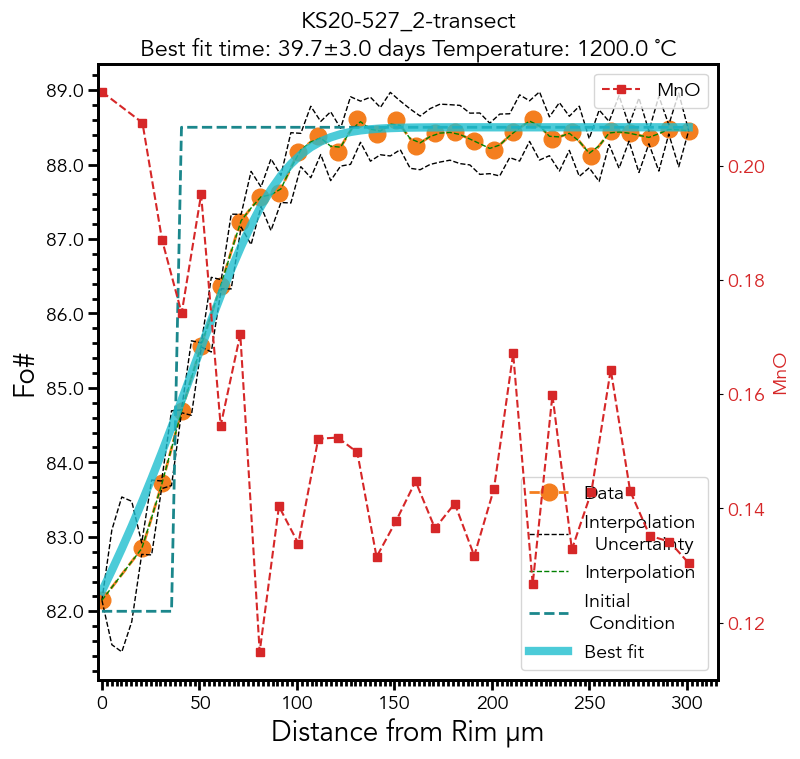 KS20-527_2-transect
Best fit time: 39.7±3.0 days Temperature: 1200.0 ˚C
MnO
89.0
88.0
87.0
86.0
85.0
84.0
83.0
82.0
Fo#
0.20
0.18
0.16
0.14
0.12
MnO
Data
Interpolation
Uncertainty
Interpolation
Initial
Condition
Best fit
0
50
100
150
200
250
300
Distance from Rim µm